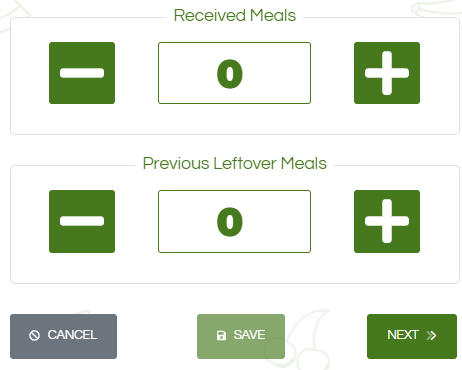 Received Meals
0
Previous Leftover Meals
0
CANCEL SAVE NEXT